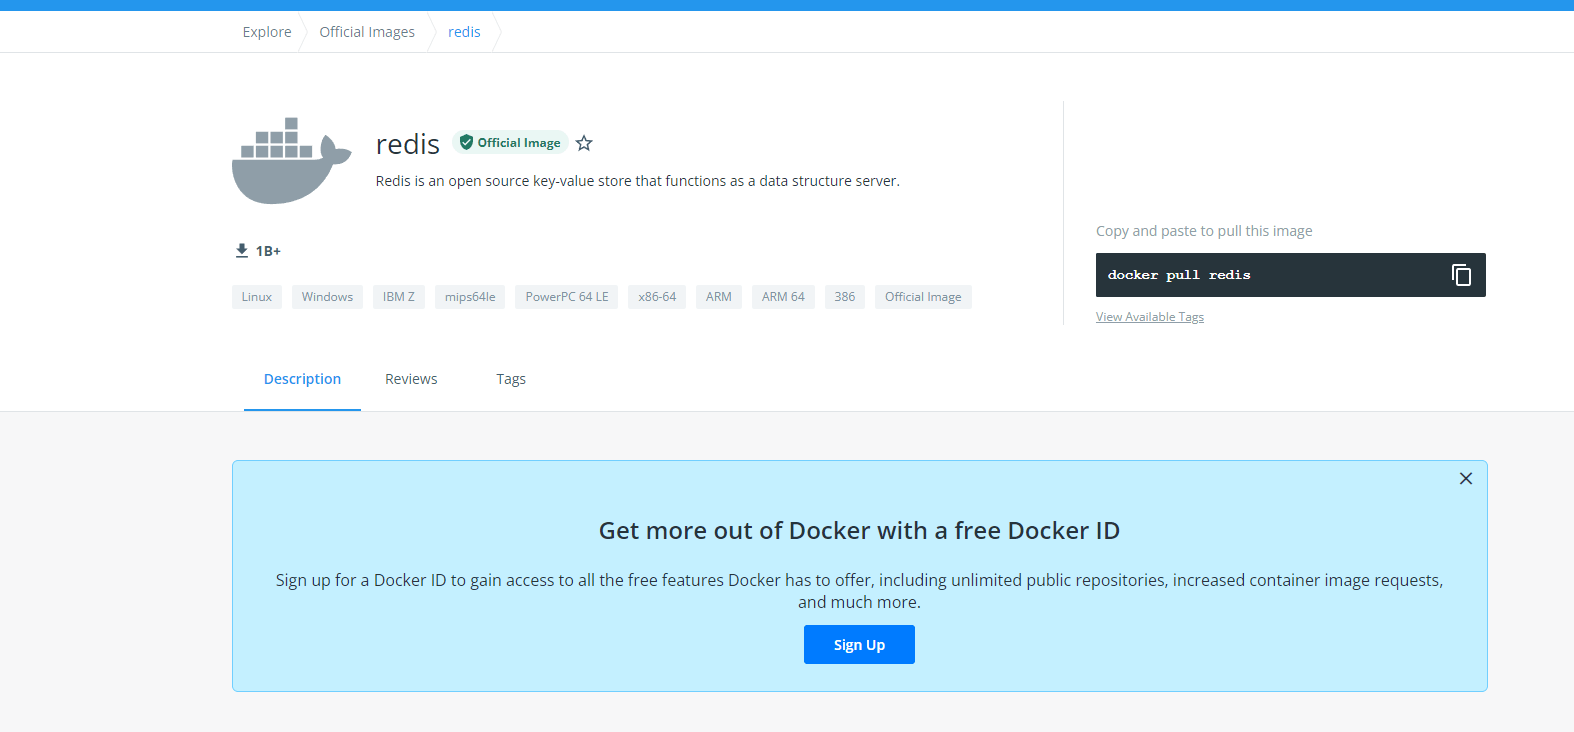 Explore Official Images redis
redis Official Image
Redis is an open source key-value store that functions as a data structure server.
1B+
Linux Windows IBM Z mips64le PowerPC 64 LE x86-64 ARM ARM 64 386 Official Image
Copy and paste to pull this image
docker pull redis
View Available Tags
Description Reviews Tags
Get more out of Docker with a free Docker ID
Sign up for a Docker ID to gain access to all the free features Docker has to offer, including unlimited public repositories, increased container image requests,
and much more.
Sign Up